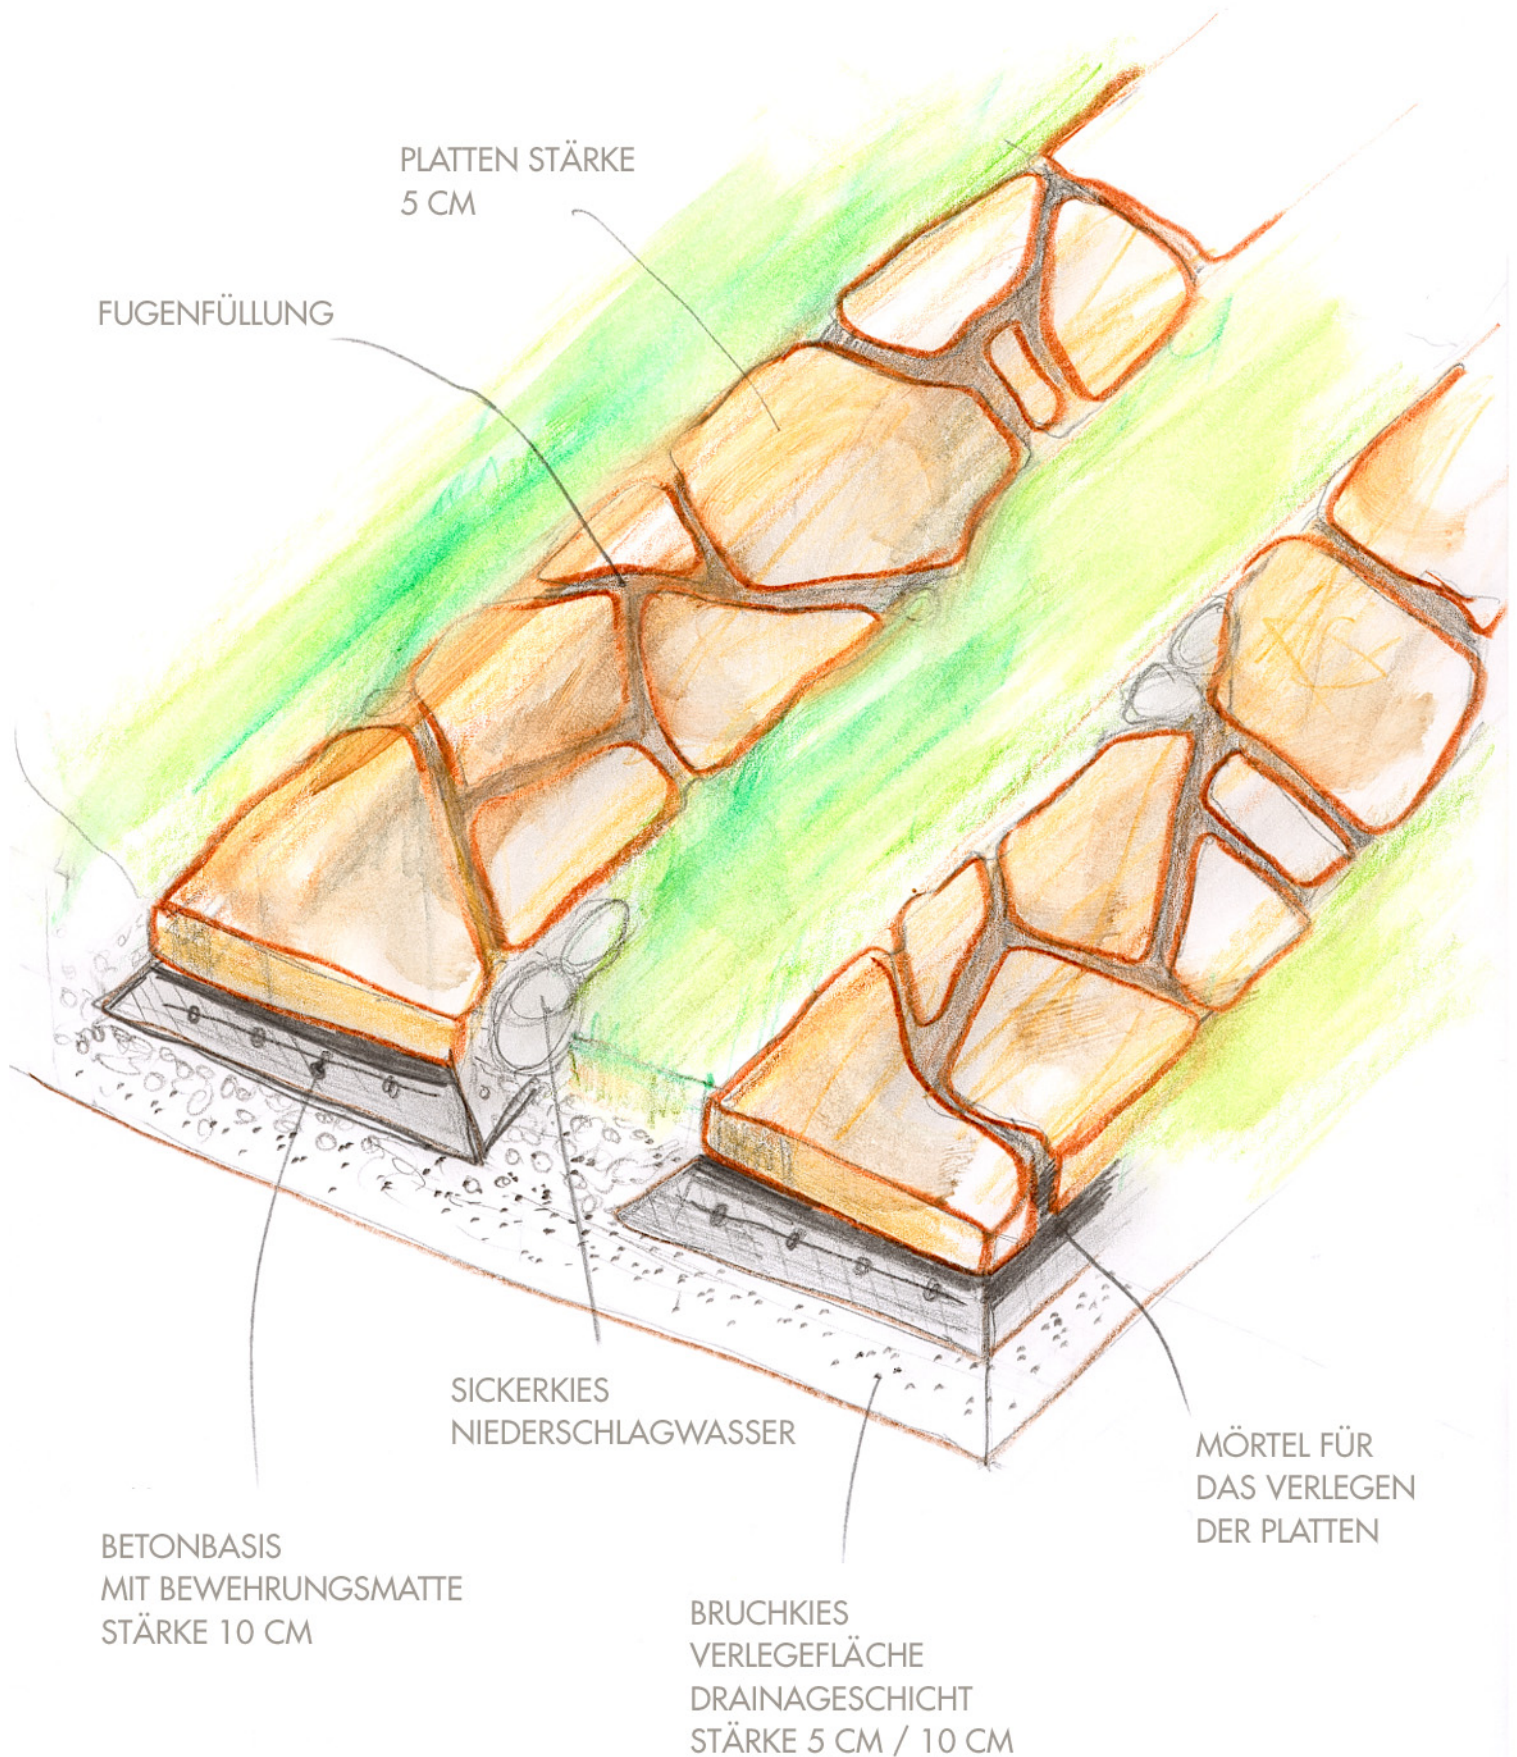 PLATTEN STÄRKE
5 CM
FUGENFÜLLUNG
SICKERKIES
NIEDERSCHLAGWASSER
MÖRTEL FÜR
DAS VERLEGEN
DER PLATTEN
BETONBASIS
MIT BEWEHRUNGSMATTE
STÄRKE 10 CM
BRUCHKIES
VERLEGEFLÄCHE
DRAINAGESCHICHT
STÄRKE 5 CM / 10 CM